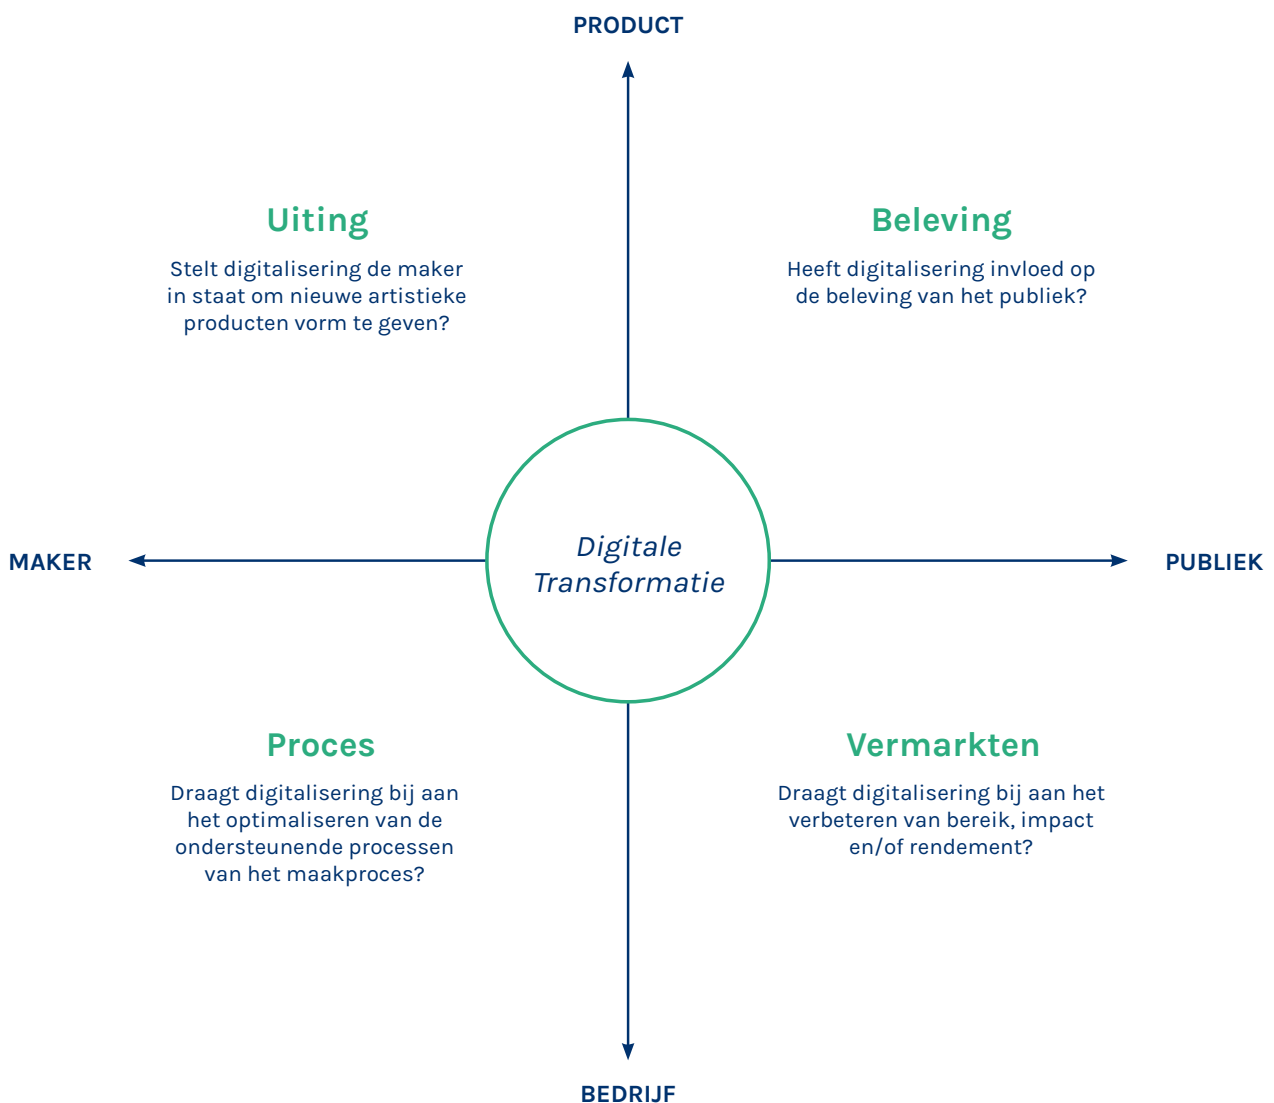 PRODUCT
Uiting
Stelt digitalisering de maker
in staat om nieuwe artistieke
producten vorm te geven?
Beleving
Heeft digitalisering invloed op
de beleving van het publiek?
MAKER
Digitale
Transformatie
PUBLIEK
Proces
Draagt digitalisering bij aan
het optimaliseren van de
ondersteunende processen
van het maakproces?
Vermarkten
Draagt digitalisering bij aan het
verbeteren van bereik, impact
en/of rendement?
BEDRIJF